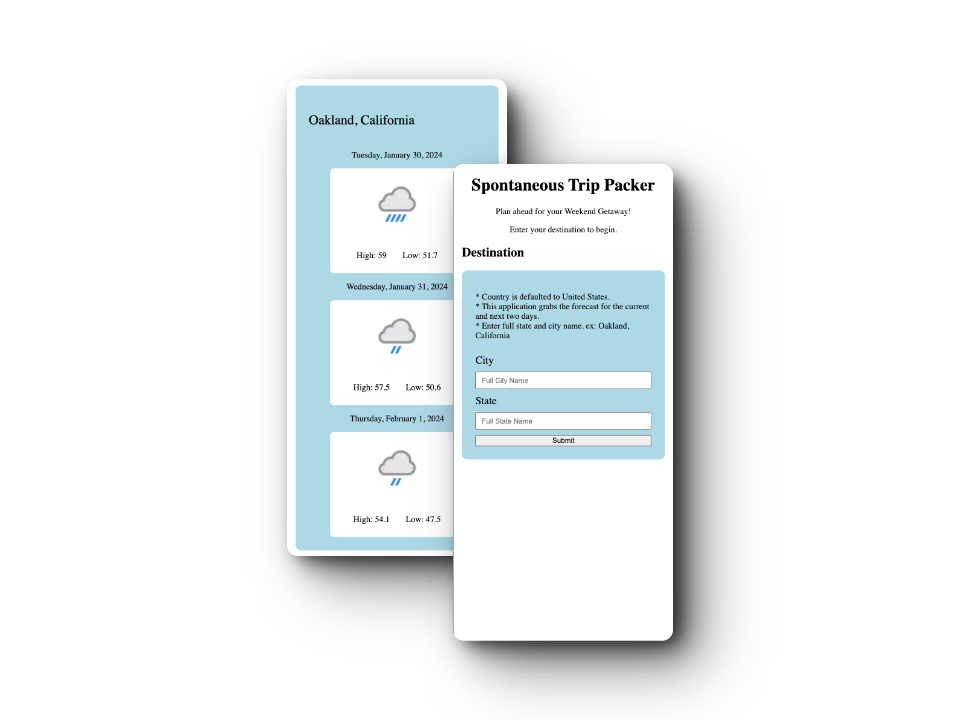 Oakland, California
Tuesday, January 30, 2024
High: 59 Low: 51.7
Wednesday, January 31, 2024
High: 57.5 Low: 50.6
Thursday, February 1, 2024
High: 54.1 Low: 47.5
Spontaneous Trip Packer
Plan ahead for your Weekend Getaway!
Enter your destination to begin.
Destination
* Country is defaulted to United States.
* This application grabs the forecast for the current
and next two days.
* Enter full state and city name. ex: Oakland,
California
City
Full City Name
State
Full State Name
Submit